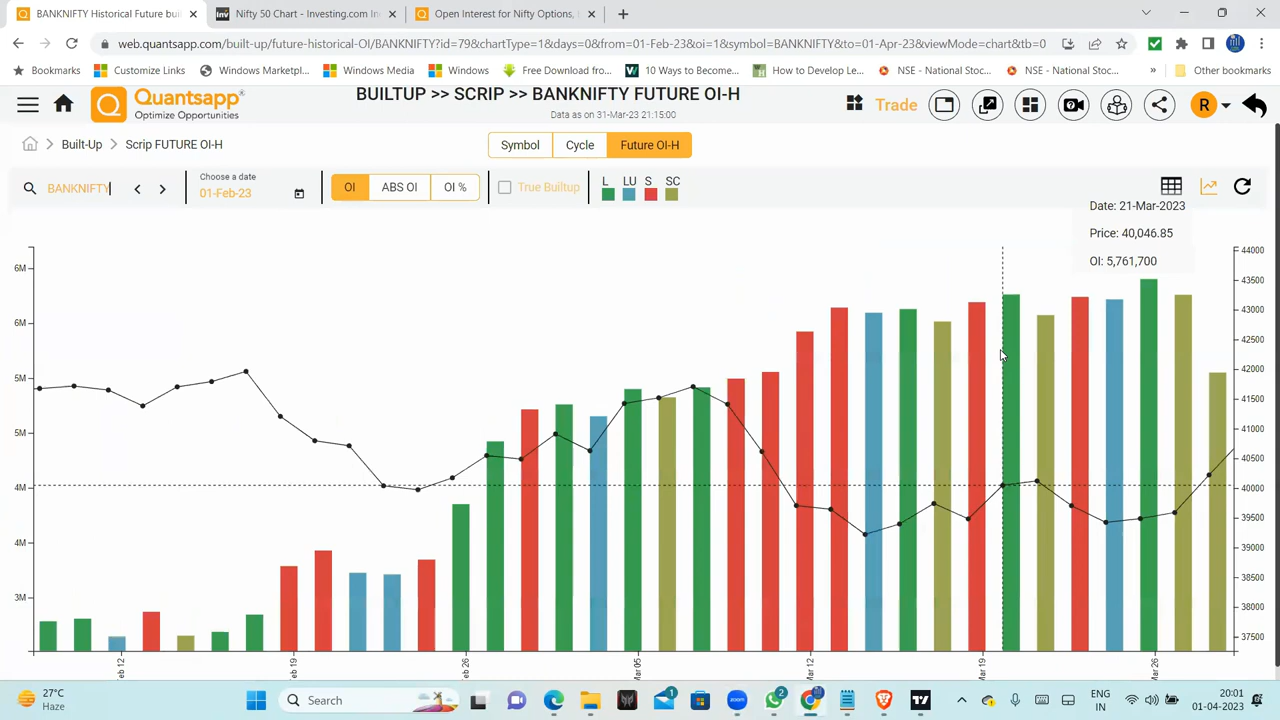 BANKNIFTY Historical Future bui
Nifty 50 Chart - Investing.com In
Open Interest for Nifty Options,
web.quantsapp.com/built-up/future-historical-OI/BANKNIFTY?id=79&chartType=1&days=0&from=01-Feb-23&oi=1&symbol=BANKNIFTY&to=01-Apr-23&viewMode=chart&tb=0
Bookmarks
Customize Links
Windows Marketpl...
Windows Media
Windows
Free Download from...
10 Ways to Become...
How to Develop Le...
NSE - National Stoc...
NSE - National Stoc...
Other bookmarks
Quantsapp
Optimize Opportunities
BUILTUP >> SCRIP >> BANKNIFTY FUTURE OI-H
Data as on 31-Mar-23 21:15:00
Trade
R
Built-Up
Scrip FUTURE OI-H
Symbol
Cycle
Future OI-H
BANKNIFTY
Choose a date
01-Feb-23
OI
ABS OI
OI %
True Builtup
L LU S SC
Date: 21-Mar-2023
Price: 40,046.85
OI: 5,761,700
6M
6M
5M
5M
4M
4M
3M
44000
43500
43000
42500
42000
41500
41000
40500
40000
39500
39000
38500
38000
37500
eb 12
eb 19
eb 26
Mar 05
Mar 12
Mar 19
Mar 26
27°C
Haze
Search
1
2
ENG
IN
20:01
01-04-2023